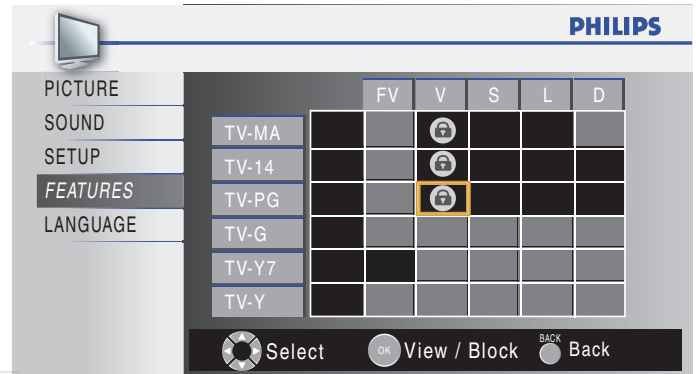 PHILIPS
PICTURE
SOUND
SETUP
FEATURES
LANGUAGE
FV V S L D
TV-MA
TV-14
TV-PG
TV-G
TV-Y7
TV-Y
Select OK View / Block BACK Back